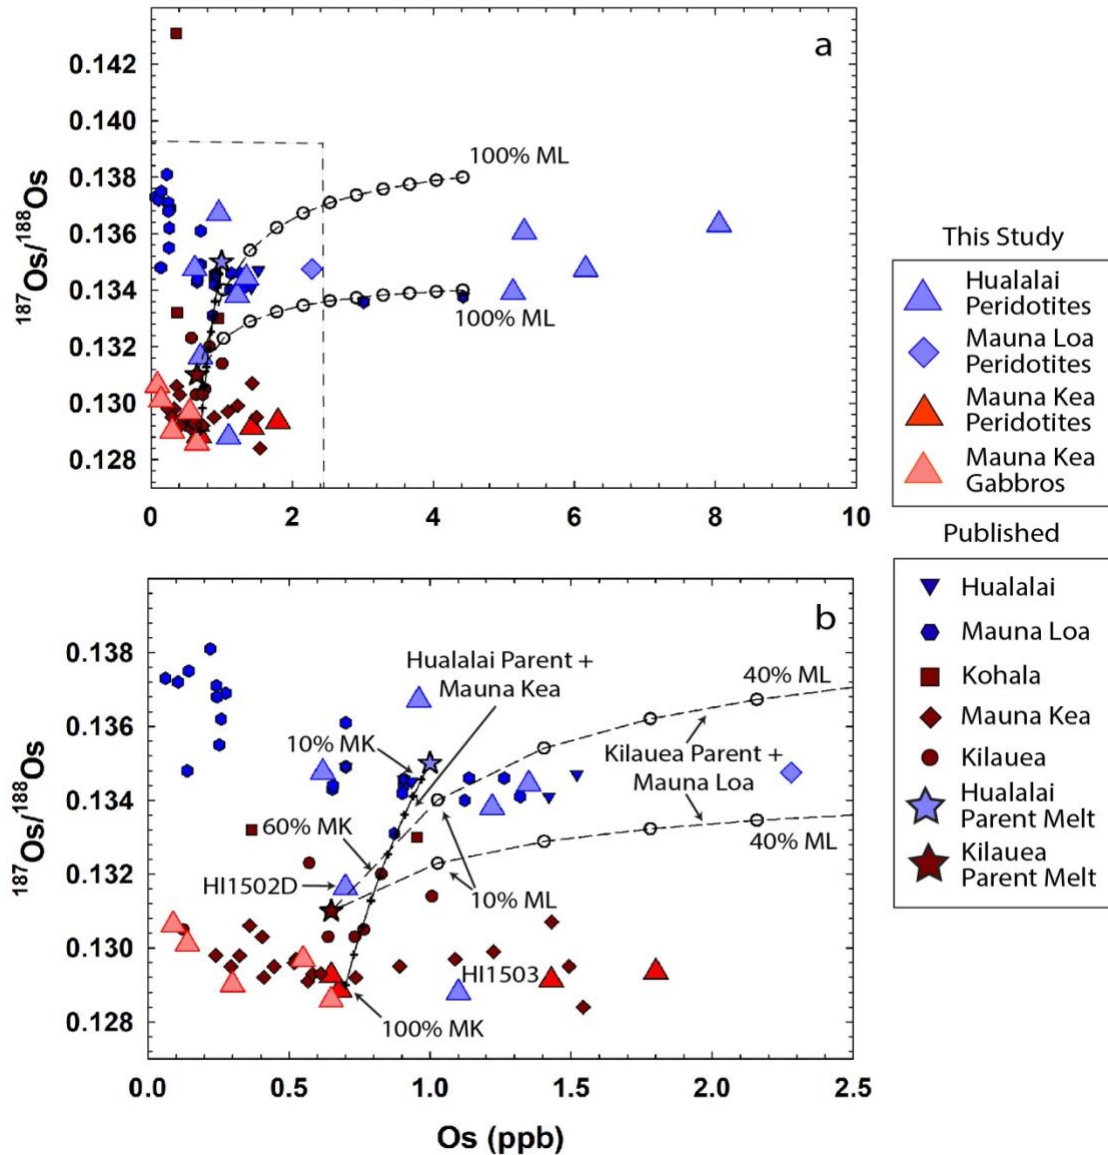 a
0.142
0.140
0.138
0.136
0.134
0.132
0.130
0.128
187Os/188Os
100% ML
100% ML
0
2
4
6
8
10
This Study
Hualalai
Peridotites
Mauna Loa
Peridotites
Mauna Kea
Peridotites
Mauna Kea
Gabbros
Published
Hualalai
Mauna Loa
Kohala
Mauna Kea
Kilauea
Hualalai
Parent Melt
Kilauea
Parent Melt
b
0.138
0.136
0.134
0.132
0.130
0.128
187Os/188Os
Hualalai Parent +
Mauna Kea
40% ML
10% MK
Kilauea Parent +
Mauna Loa
60% MK
40% ML
HI1502D
10% ML
HI1503
100% MK
0.0
0.5
1.0
1.5
2.0
2.5
Os (ppb)